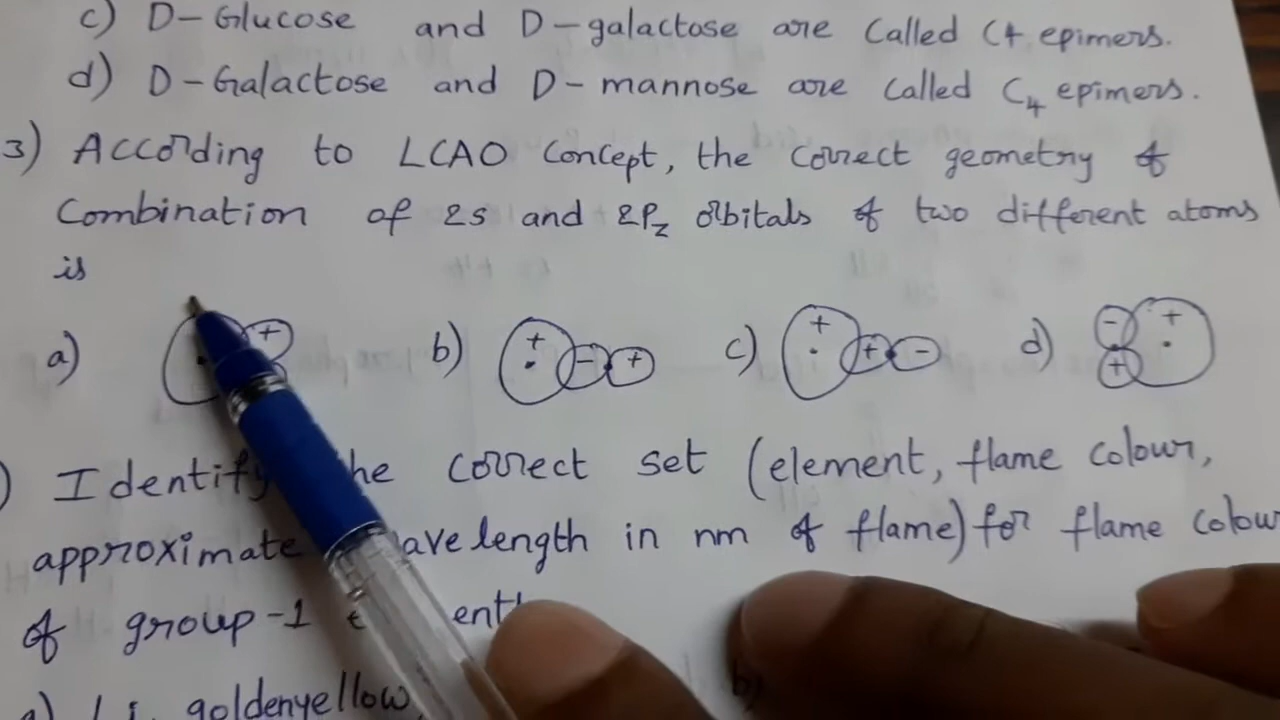 c) D-Glucose and D-galactose are called C4 epimers.
d) D-Galactose and D-mannose are called C4 epimers.
3) According to LCAO concept, the correct geometry of
combination of 2s and 2Pz orbitals of two different atoms
is
a) + b) + - + c) + + - d) - + +
) Identify the correct set (element, flame colour,
approximate wavelength in nm of flame) for flame colour
of group-1
a) Li, goldenyellow